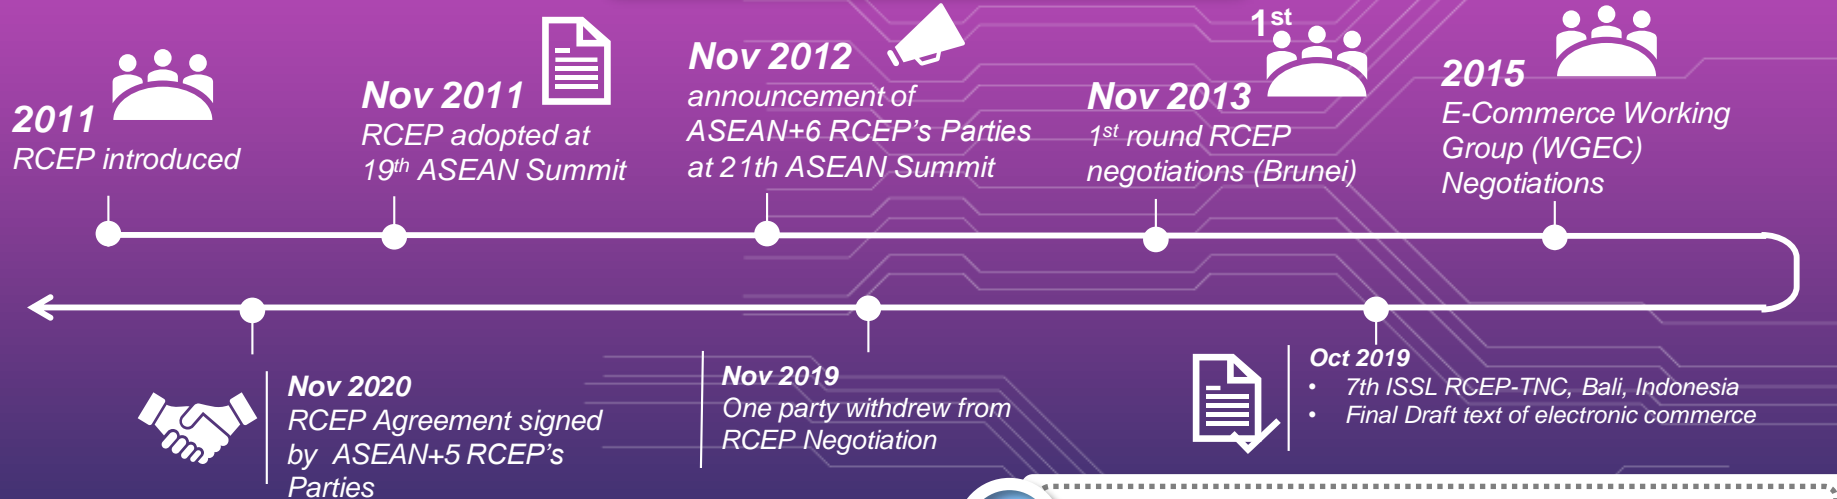 2011
RCEP introduced
Nov 2011
RCEP adopted at
19th ASEAN Summit
Nov 2012
announcement of
ASEAN+6 RCEP's Parties
at 21th ASEAN Summit
1st
Nov 2013
1st round RCEP
negotiations (Brunei)
2015
E-Commerce Working
Group (WGEC)
Negotiations
Oct 2019
• 7th ISSL RCEP-TNC, Bali, Indonesia
• Final Draft text of electronic commerce
Nov 2019
One party withdrew from
RCEP Negotiation
Nov 2020
RCEP Agreement signed
by ASEAN+5 RCEP's
Parties